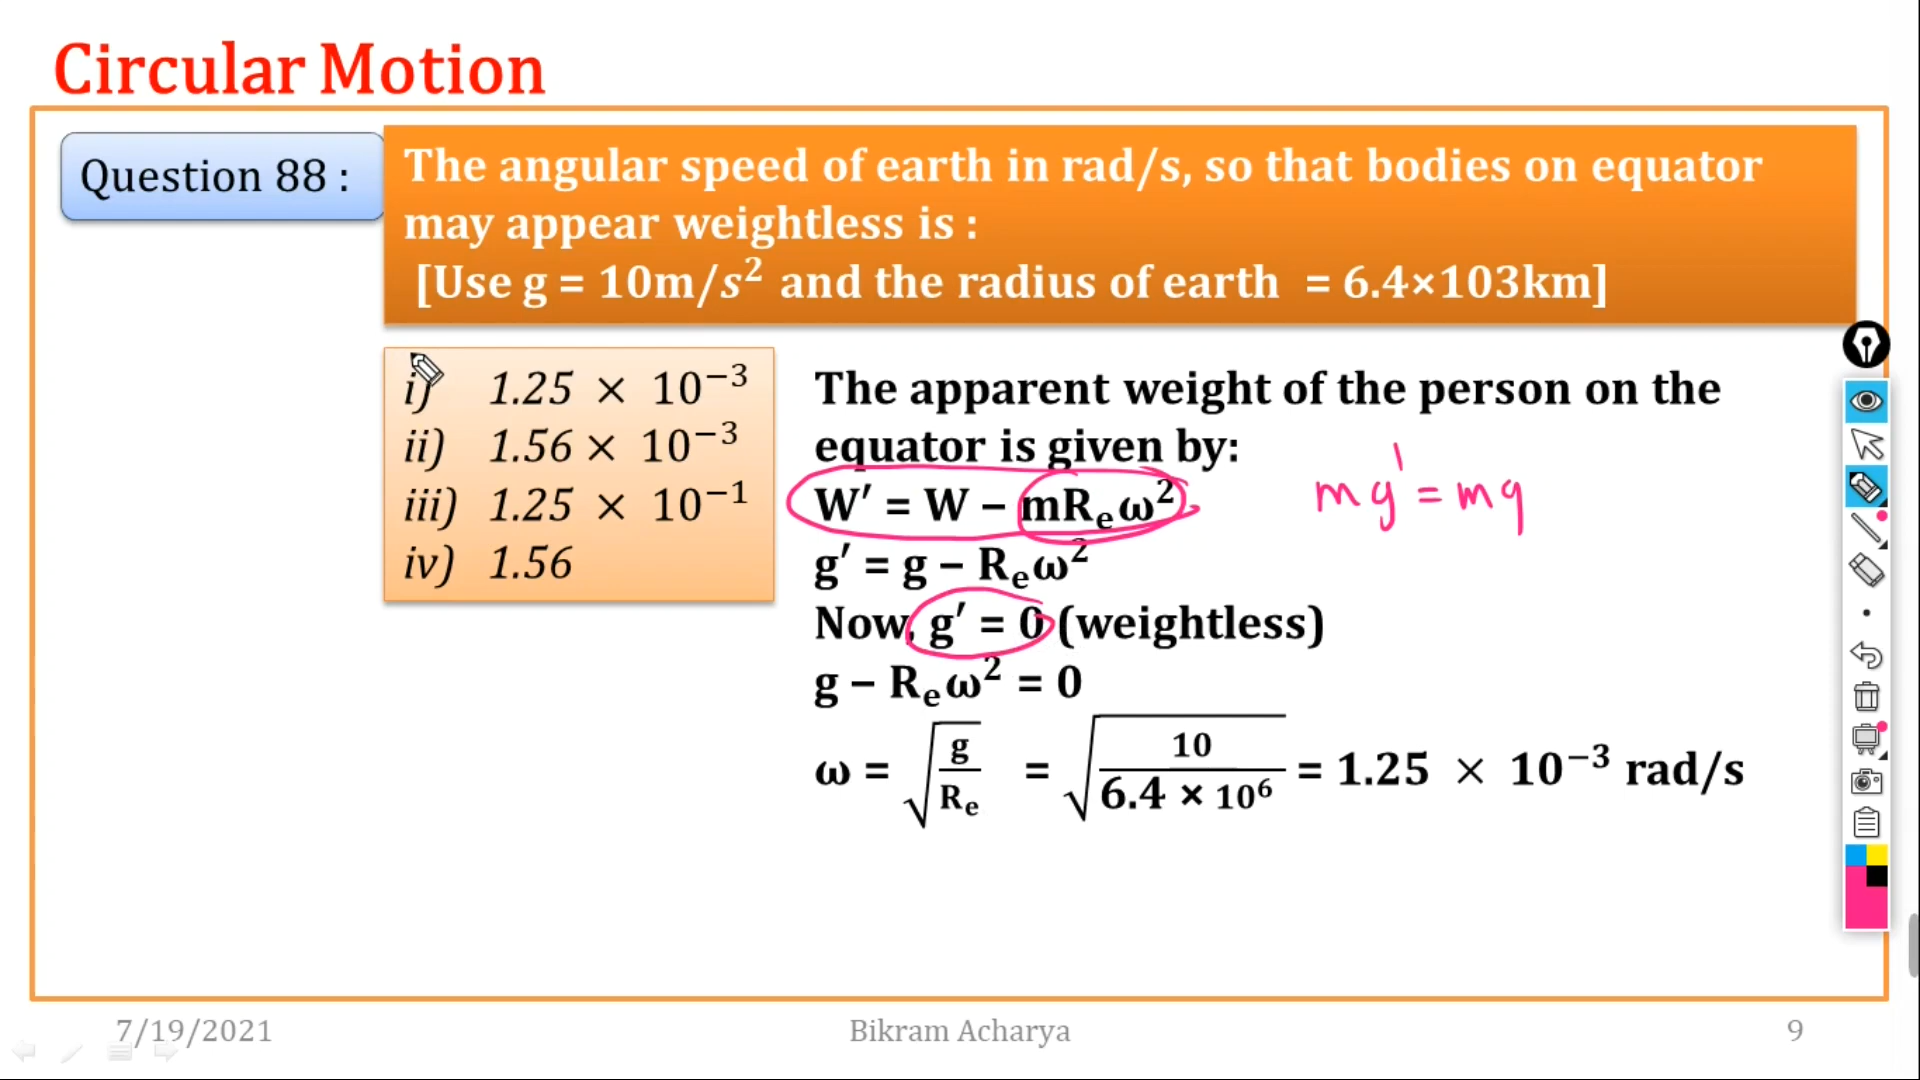 Circular Motion
Question 88 :
The angular speed of earth in rad/s, so that bodies on equator
may appear weightless is :
[Use g = 10m/s² and the radius of earth = 6.4×103km]
i) 1.25 × 10⁻³
ii) 1.56 × 10⁻³
iii) 1.25 × 10⁻¹
iv) 1.56
The apparent weight of the person on the
equator is given by:
W′ = W − mRₑω²
mg' = mg
g′ = g − Rₑω²
Now, g′ = 0 (weightless)
g − Rₑω² = 0
ω = √(g/Rₑ) = √(10/6.4 × 10⁶) = 1.25 × 10⁻³ rad/s
7/19/2021 Bikram Acharya 9